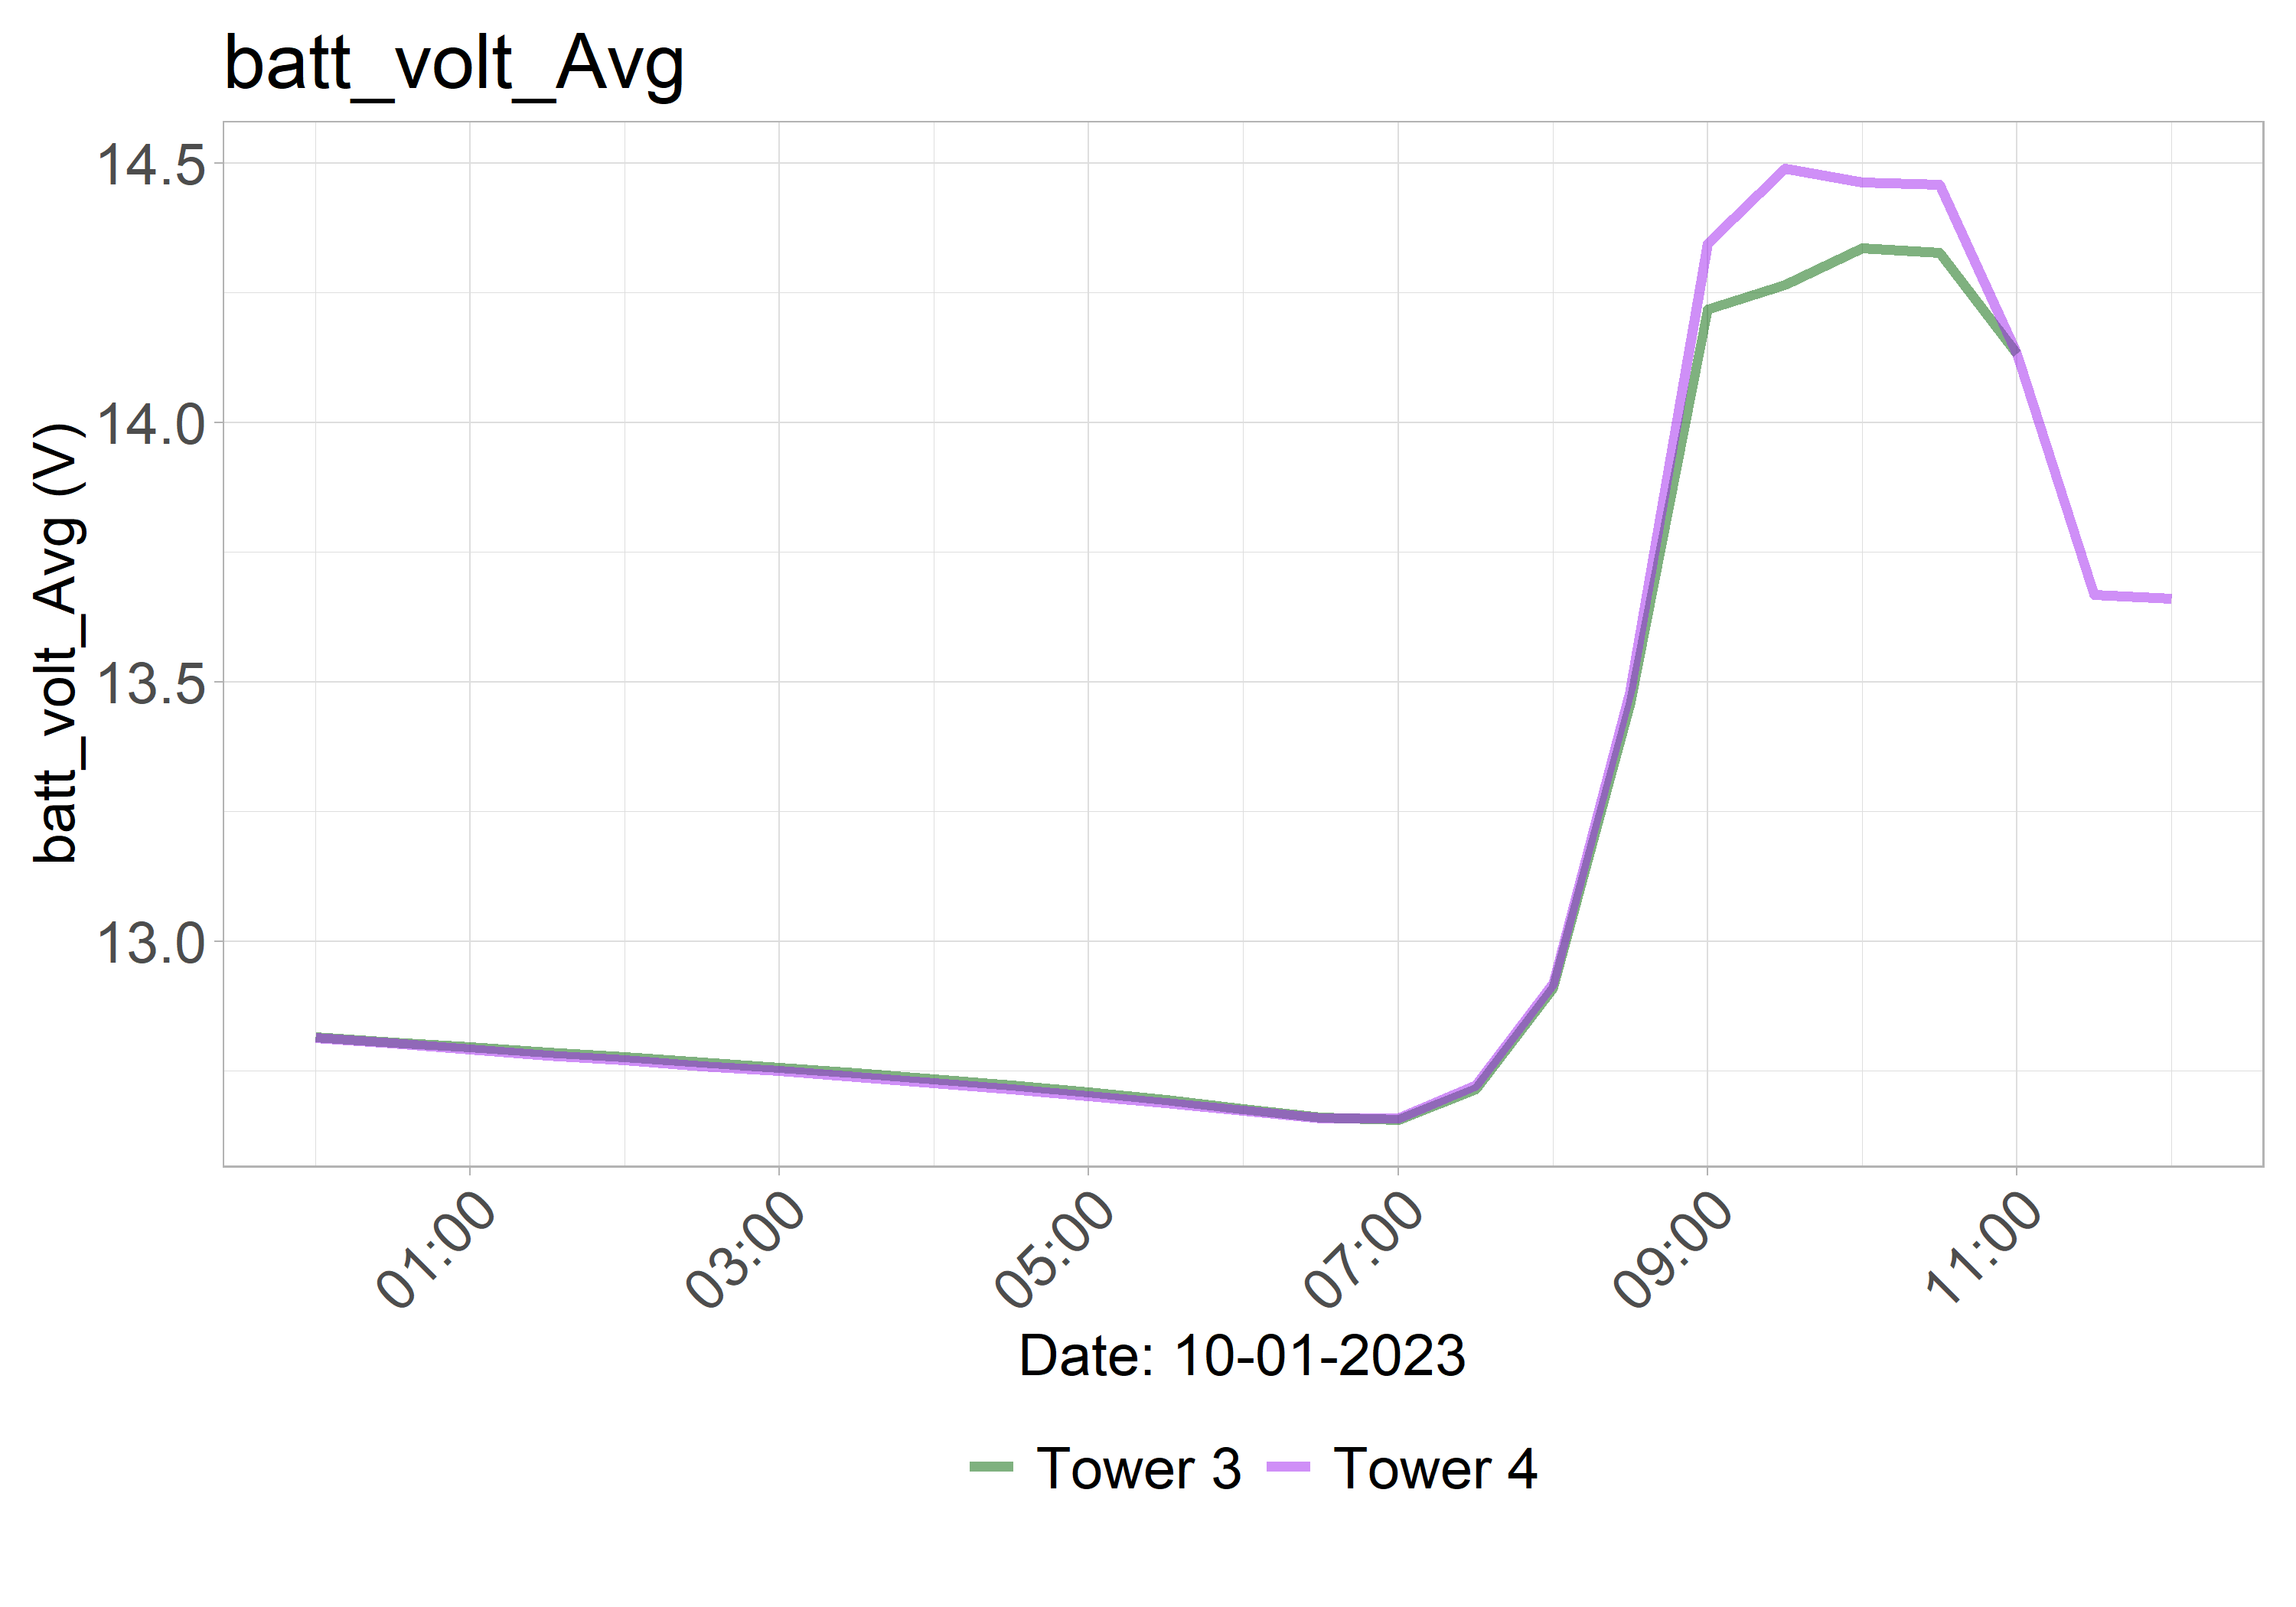 batt_volt_Avg
batt_volt_Avg (V)
14.5
14.0
13.5
13.0
01:00
03:00
05:00
07:00
09:00
11:00
Date: 10-01-2023
Tower 3
Tower 4